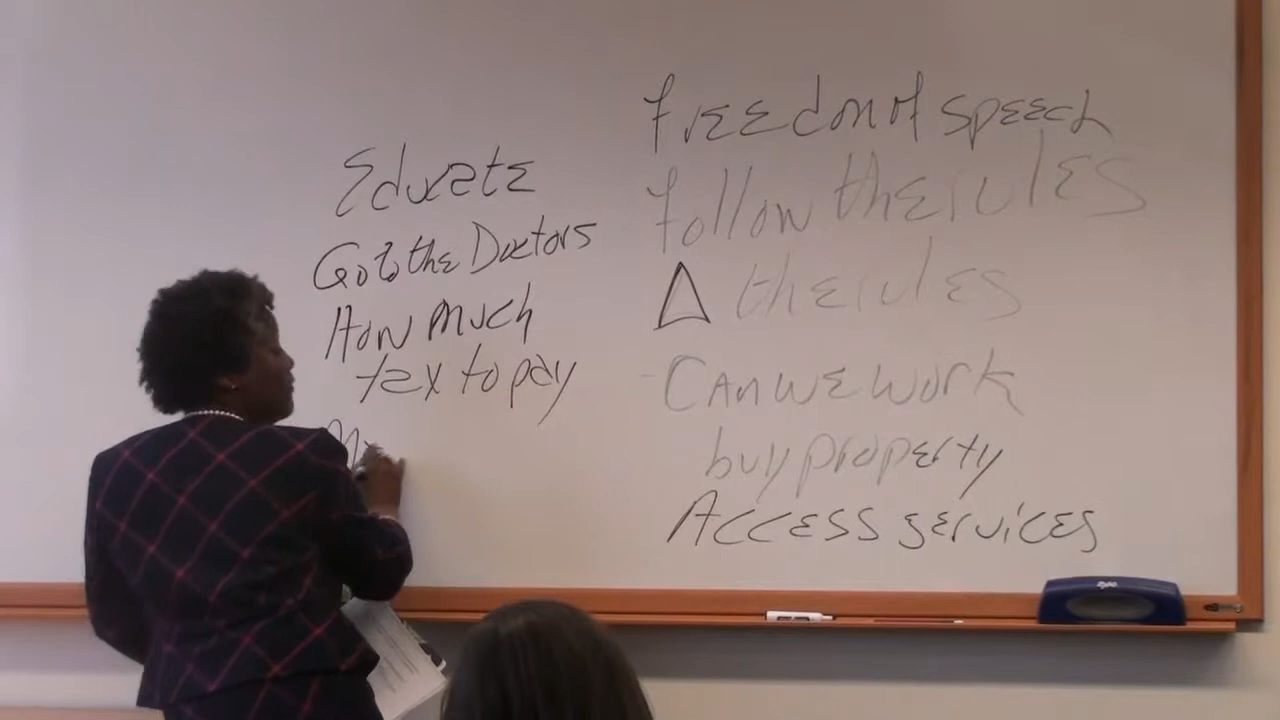 Educate
Go to the Doctors
How much
tax to pay
Freedom of speech
Follow the rules
Δ the rules
Can we work
buy property
Access services
Expo